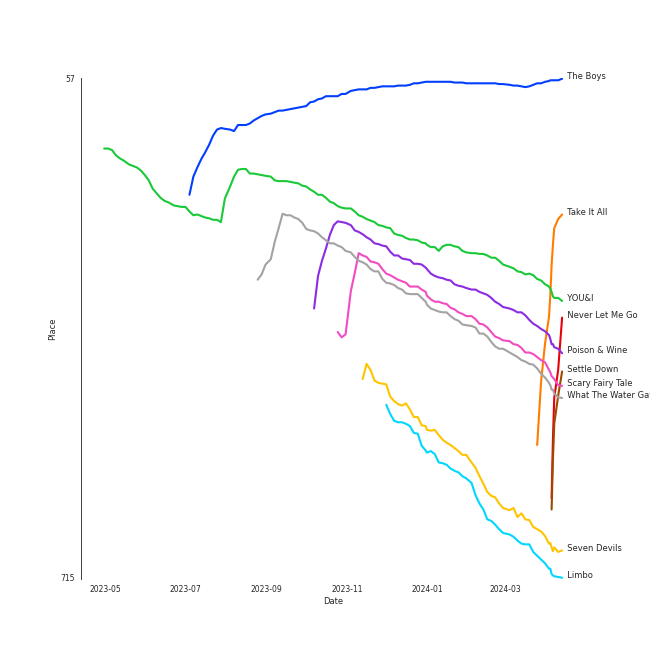 57
The Boys
Take It All
YOU&I
Never Let Me Go
Poison & Wine
Settle Down
Scary Fairy Tale
What The Water Ga
Seven Devils
Limbo
Place
715
2023-05 2023-07 2023-09 2023-11 2024-01 2024-03
Date